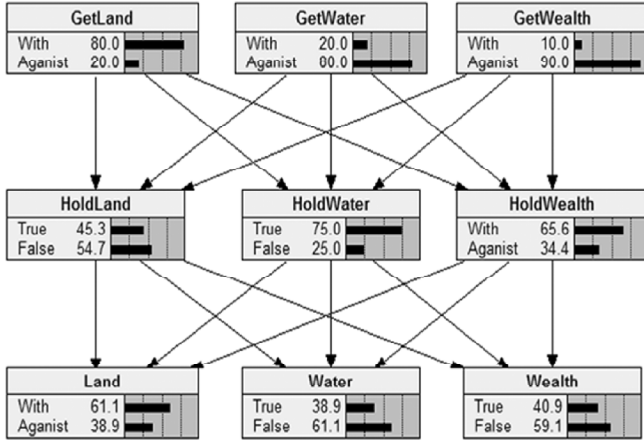 GetLand
With 80.0
Aganist 20.0
GetWater
With 20.0
Aganist 80.0
GetWealth
With 10.0
Aganist 90.0
HoldLand
True 45.3
False 54.7
HoldWater
True 75.0
False 25.0
HoldWealth
With 65.6
Aganist 34.4
Land
With 61.1
Aganist 38.9
Water
True 38.9
False 61.1
Wealth
True 40.9
False 59.1